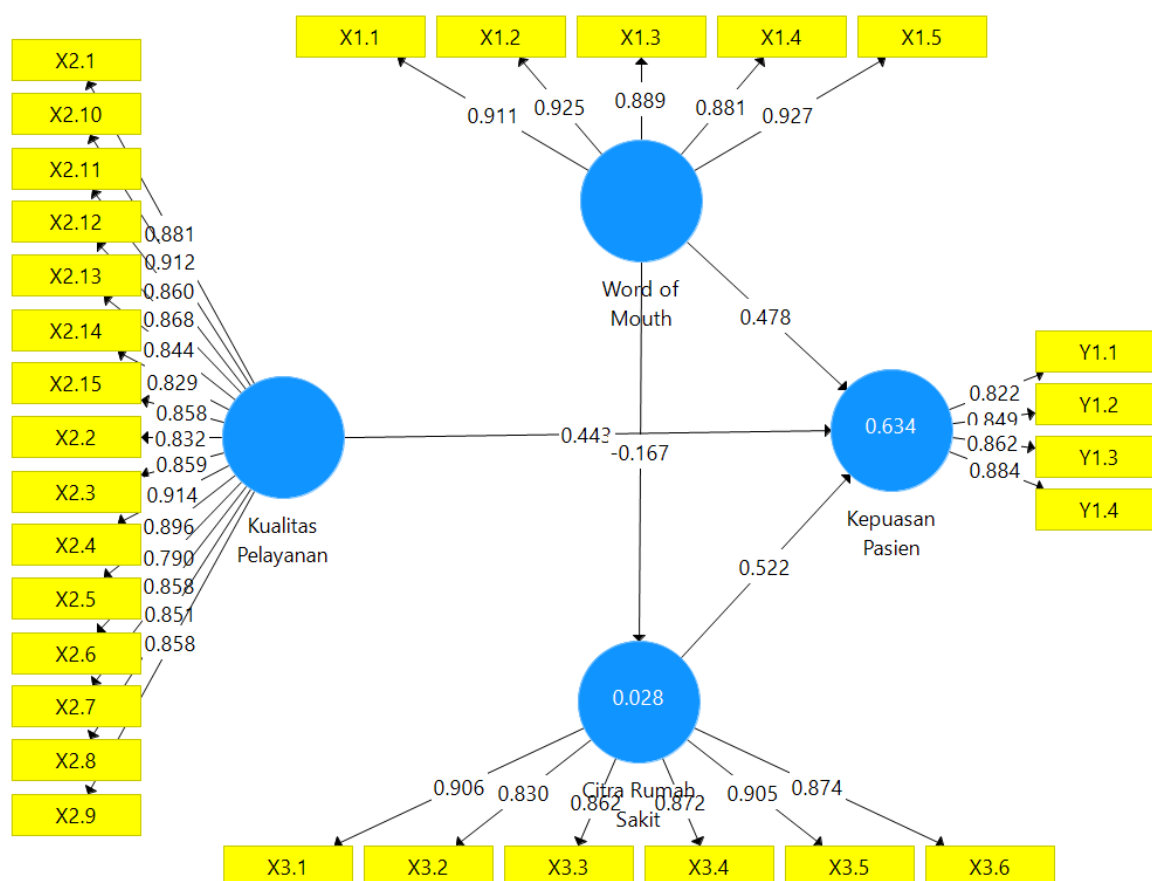 X1.1 X1.2 X1.3 X1.4 X1.5
0.911 0.925 0.889 0.881 0.927
Word of
Mouth
X2.1
X2.10
X2.11
X2.12
X2.13
X2.14
X2.15
X2.2
X2.3
X2.4
X2.5
X2.6
X2.7
X2.8
X2.9
0.881
0.912
0.860
0.868
0.844
0.829
0.858
0.832
0.859
0.914
0.896
0.790
0.858
0.851
0.858
Kualitas
Pelayanan
0.478
0.443
-0.167
0.522
0.634
Kepuasan
Pasien
0.822
0.849
0.862
0.884
Y1.1
Y1.2
Y1.3
Y1.4
0.028
Citra Rumah
Sakit
0.906 0.830 0.862 0.872 0.905 0.874
X3.1 X3.2 X3.3 X3.4 X3.5 X3.6